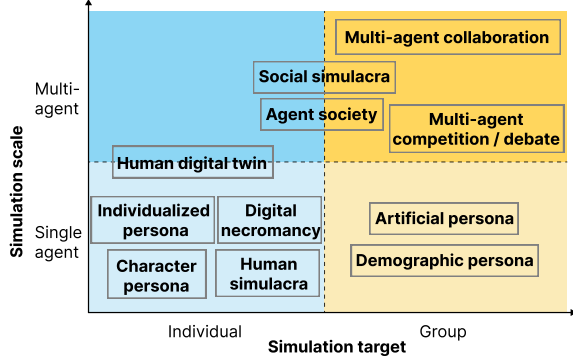 Multi-agent collaboration
Social simulacra
Agent society
Multi-agent
competition / debate
Human digital twin
Individualized
persona
Digital
necromancy
Artificial persona
Character
persona
Human
simulacra
Demographic persona
Multi-
agent
Single
agent
Simulation scale
Individual
Group
Simulation target